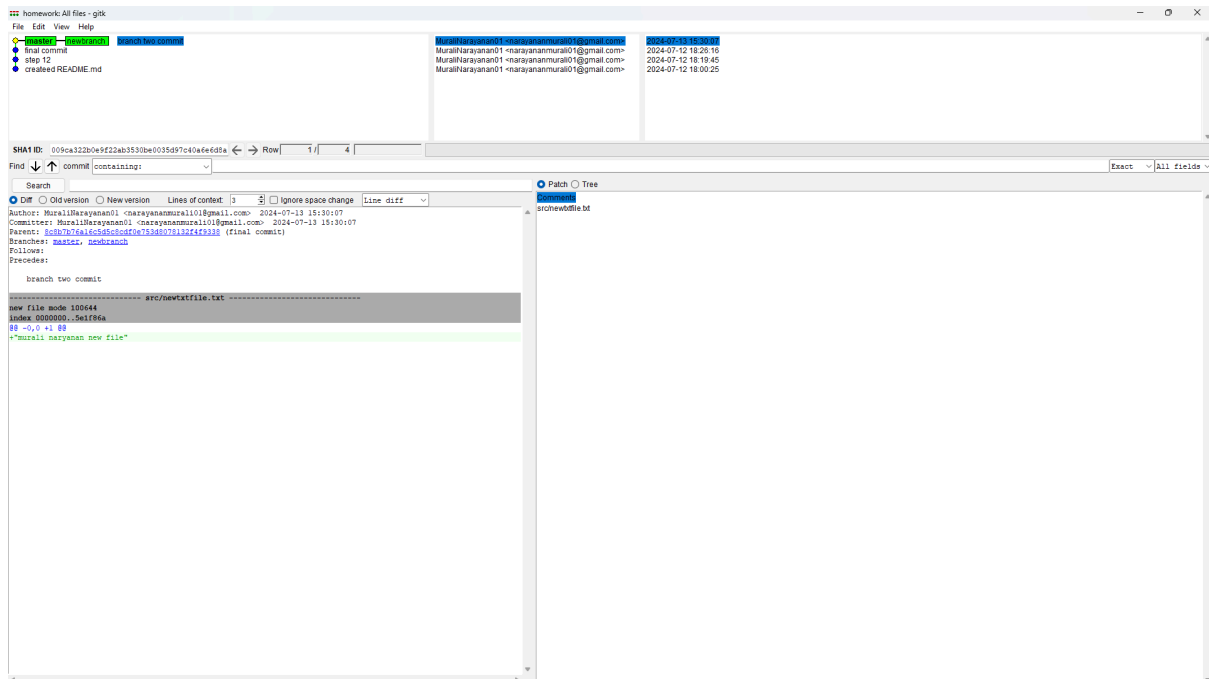 homework: All files - gitk
File Edit View Help
master newbranch branch two commit MuraliNarayanan01 <narayananmurali01@gmail.com> 2024-07-13 15:30:07
final commit MuraliNarayanan01 <narayananmurali01@gmail.com> 2024-07-12 18:26:16
step 12 MuraliNarayanan01 <narayananmurali01@gmail.com> 2024-07-12 18:19:45
createed README.md MuraliNarayanan01 <narayananmurali01@gmail.com> 2024-07-12 18:00:25
SHA1 ID: 009ca322b0e9f22ab3530be0035d97c40a6e6d8a Row 1 / 4
Find commit containing: Exact All fields
Search Patch Tree
Diff Old version New version Lines of context: 3 Ignore space change Line diff
Comments
src/newtxtfile.txt
Author: MuraliNarayanan01 <narayananmurali01@gmail.com> 2024-07-13 15:30:07
Committer: MuraliNarayanan01 <narayananmurali01@gmail.com> 2024-07-13 15:30:07
Parent: 8c8b7b76a16c5d5c8cdf0e753d8078132f4f9338 (final commit)
Branches: master, newbranch
Follows:
Precedes:
branch two commit
------------------------------ src/newtxtfile.txt ------------------------------
new file mode 100644
index 0000000..5e1f86a
@@ -0,0 +1 @@
+"murali naryanan new file"